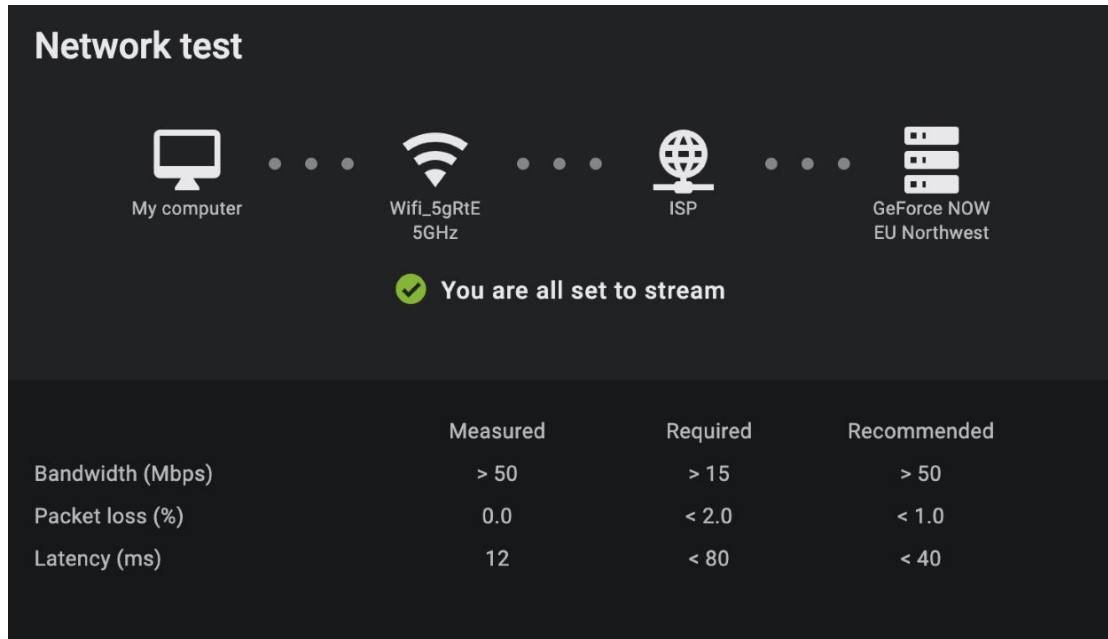 Network test
My computer
Wifi_5gRtE
5GHz
ISP
GeForce NOW
EU Northwest
You are all set to stream
Measured Required Recommended
Bandwidth (Mbps) > 50 > 15 > 50
Packet loss (%) 0.0 < 2.0 < 1.0
Latency (ms) 12 < 80 < 40